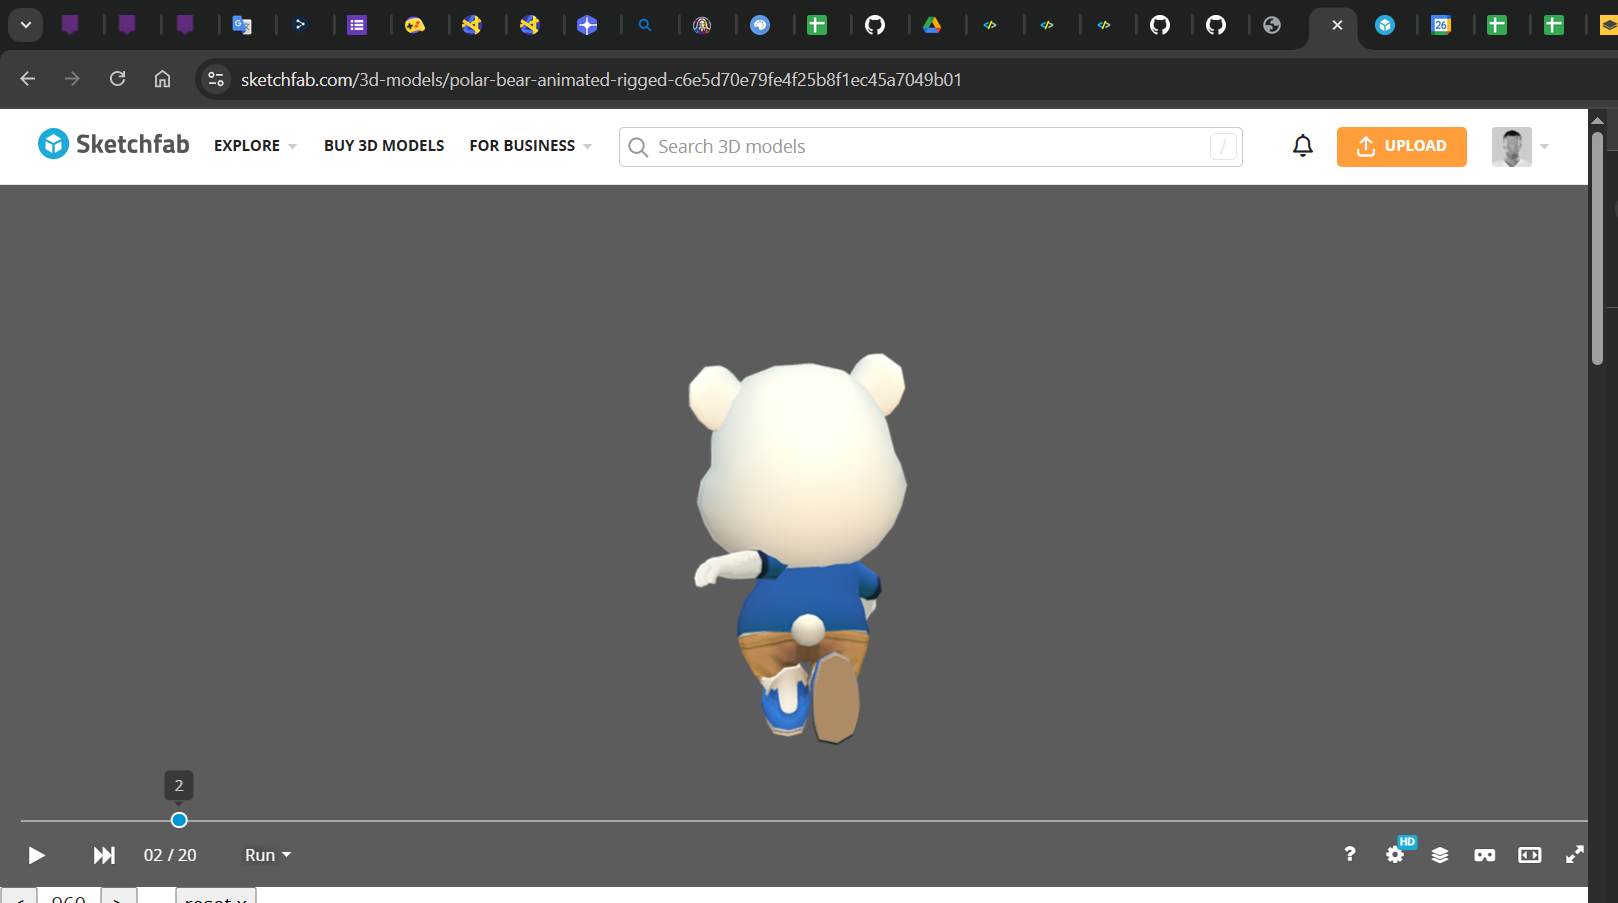 26
sketchfab.com/3d-models/polar-bear-animated-rigged-c6e5d70e79fe4f25b8f1ec45a7049b01
Sketchfab EXPLORE BUY 3D MODELS FOR BUSINESS Search 3D models / UPLOAD
2
HD
02 / 20 Run ?
< 960 > reset x